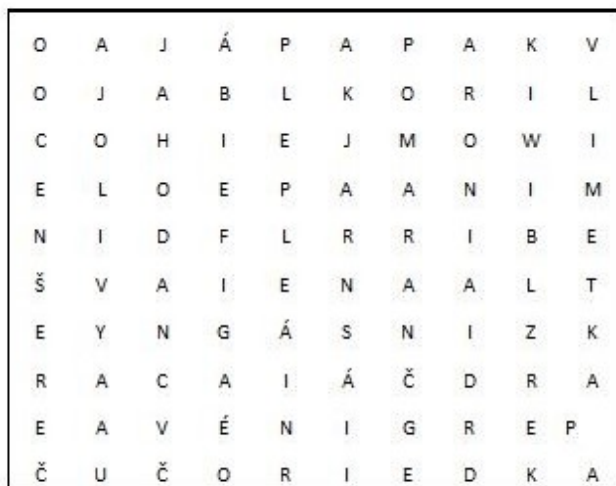 O A J Á P A P A K V
O J A B L K O R I L
C O H I E J M O W I
E L O E P A A N I M
N I D F L R R I B E
Š V A I E N A A L T
E Y N G Á S N I Z K
R A C A I Á Č D R A
E A V É N I G R E P
Č U Č O R I E D K A